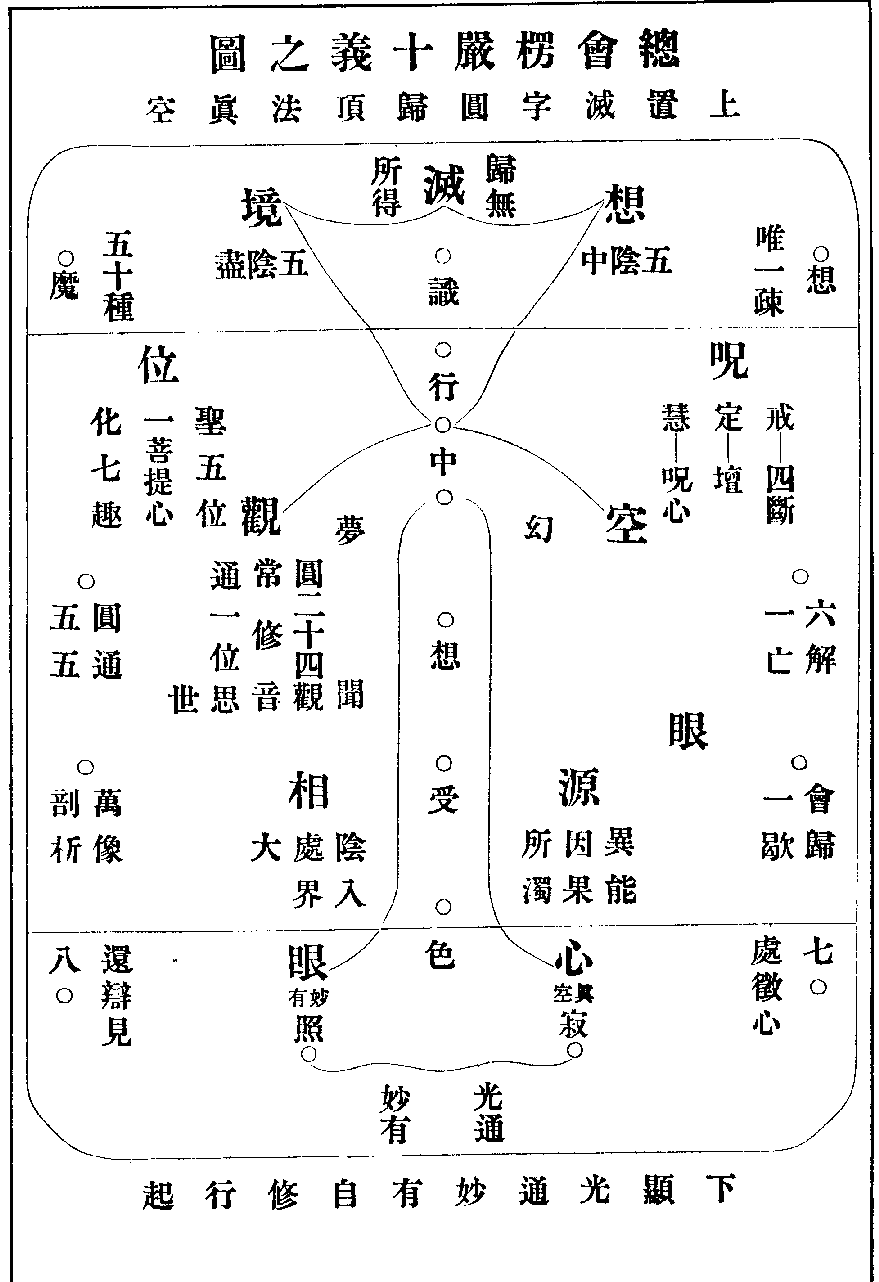 總會楞嚴十義之圖
上置滅字圓歸頂法眞空
歸無
滅
所得
想
五陰中
唯一疎
○想
境
五陰盡
五十種
○魔
○識
○行
○中
○
呪
戒—四斷
定—壇
慧—呪心
位
聖五位
一菩提心
化七趣
空
幻
夢
觀
圓二十四
常修
通一位
聞觀音思世
○
六解
一亡
○
圓通
五五
○想
眼
○
會歸
一歇
源
異能
因果
所濁
○受
相
陰入
處界
大
○
萬像
剖析
○
色
七○
處徵心
心
眞空
寂
○
眼
妙有
照
○
還辯見
八○
光通
妙有
下顯光通妙有自修行起